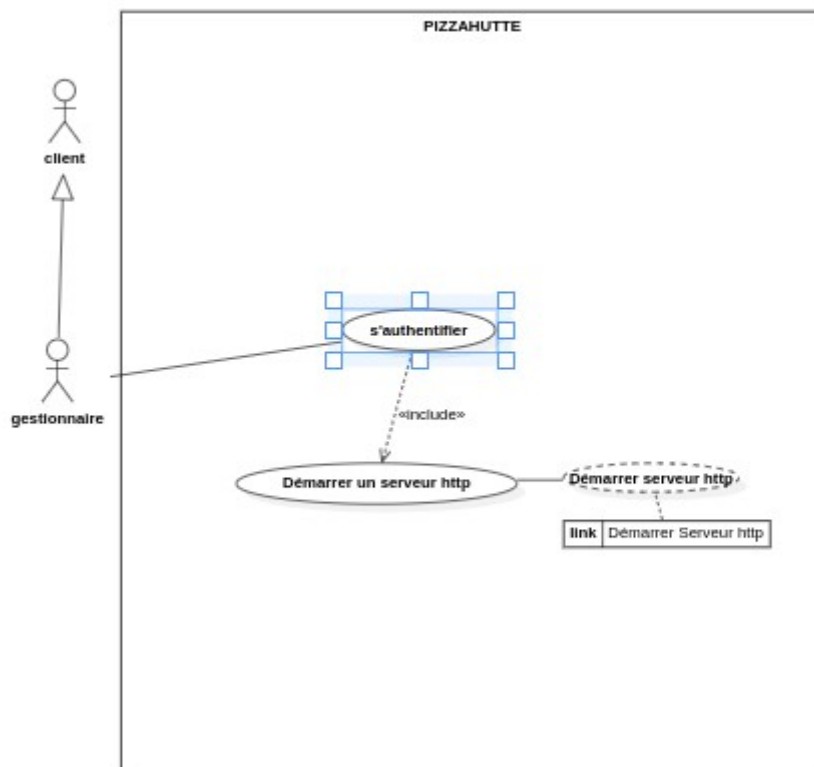 PIZZAHUTTE
client
s'authentifier
gestionnaire
«include»
Démarrer un serveur http
Démarrer serveur http
link Démarrer Serveur http